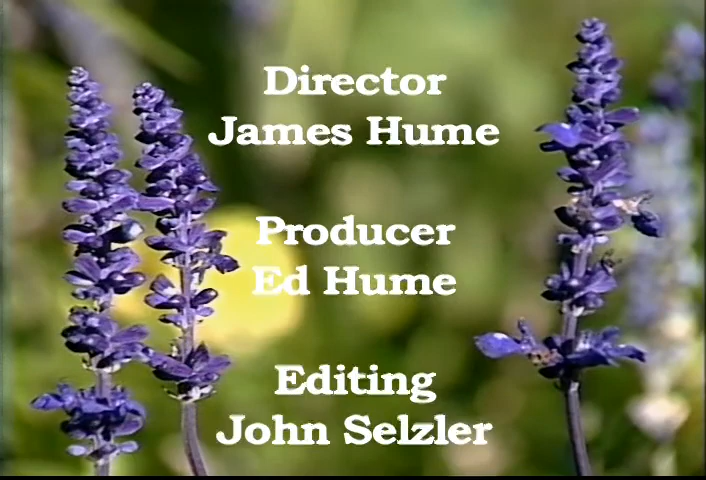 Director
James Hume
Producer
Ed Hume
Editing
John Selzler